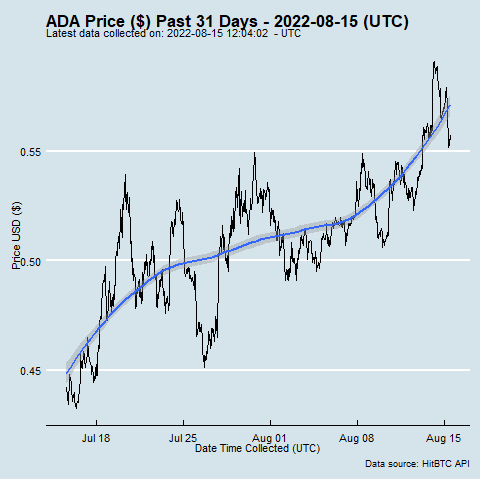 ADA Price ($) Past 31 Days - 2022-08-15 (UTC)
Latest data collected on: 2022-08-15 12:04:02  - UTC
Price USD ($)
0.55
0.50
0.45
Jul 18
Jul 25
Aug 01
Aug 08
Aug 15
Date Time Collected (UTC)
Data source: HitBTC API